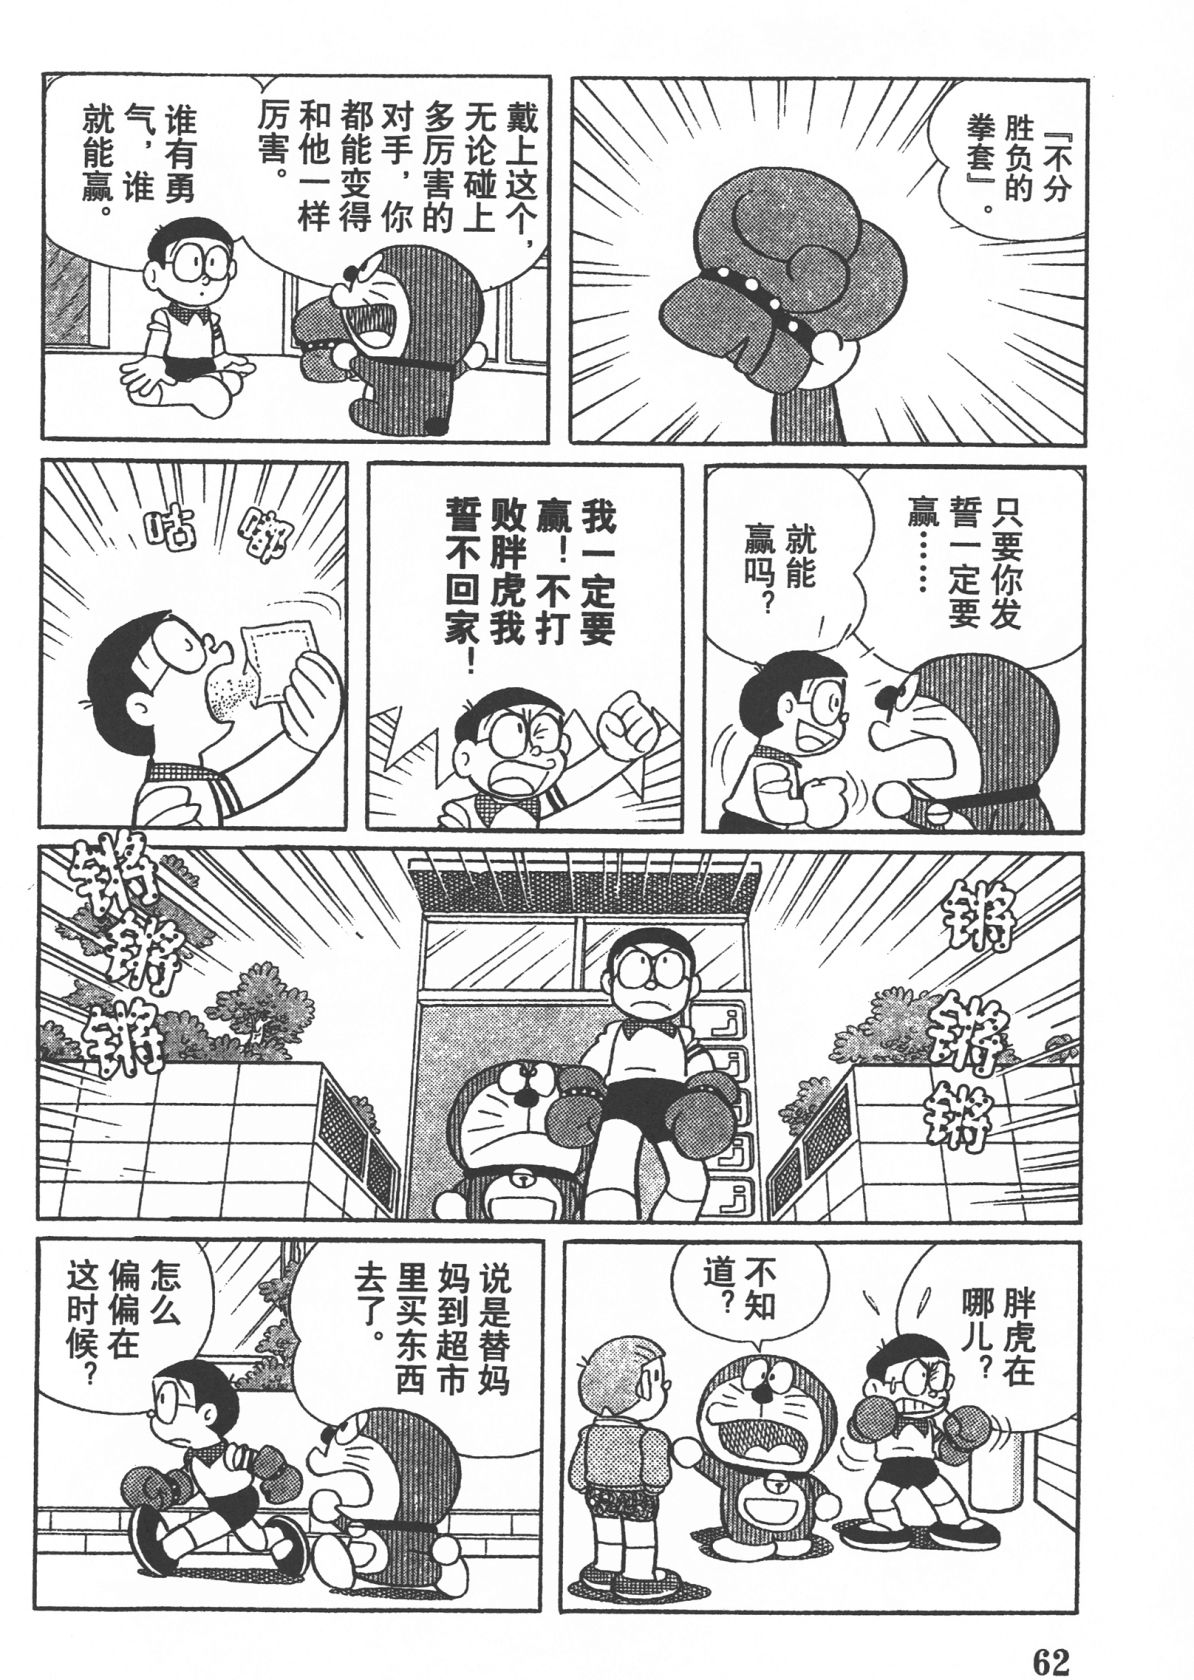 『不分
胜负的
拳套』。
戴上这个，
无论碰上
多厉害的
对手，你
都能变得
和他一样
厉害。
谁有勇
气，谁
就能赢。
只要你发
誓一定要
赢……
就能
赢吗？
我一定要
赢！不打
败胖虎我
誓不回家！
咕嘟
锵锵锵
锵锵锵
胖虎在
哪儿？
不知
道？
说是替妈
妈到超市
里买东西
去了。
怎么
偏偏在
这时候？
62